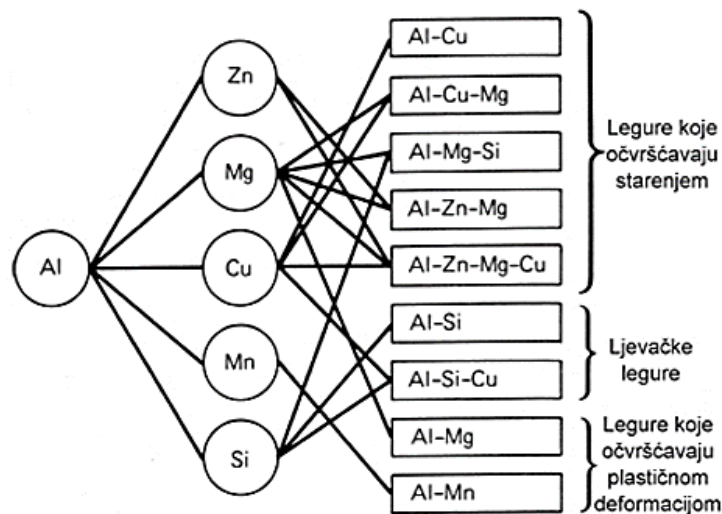 Al
Zn
Mg
Cu
Mn
Si
Al-Cu
Al-Cu-Mg
Al-Mg-Si
Al-Zn-Mg
Al-Zn-Mg-Cu
Al-Si
Al-Si-Cu
Al-Mg
Al-Mn
Legure koje
očvršćavaju
starenjem
Ljevačke
legure
Legure koje
očvršćavaju
plastičnom
deformacijom